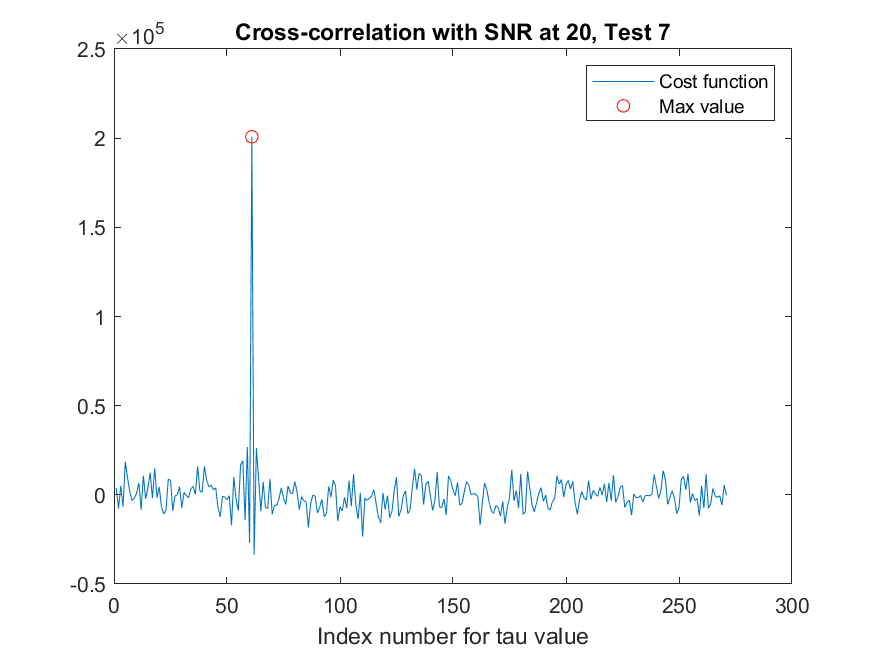 ×10^5
Cross-correlation with SNR at 20, Test 7
2.5
Cost function
Max value
2
1.5
1
0.5
0
-0.5
0 50 100 150 200 250 300
Index number for tau value